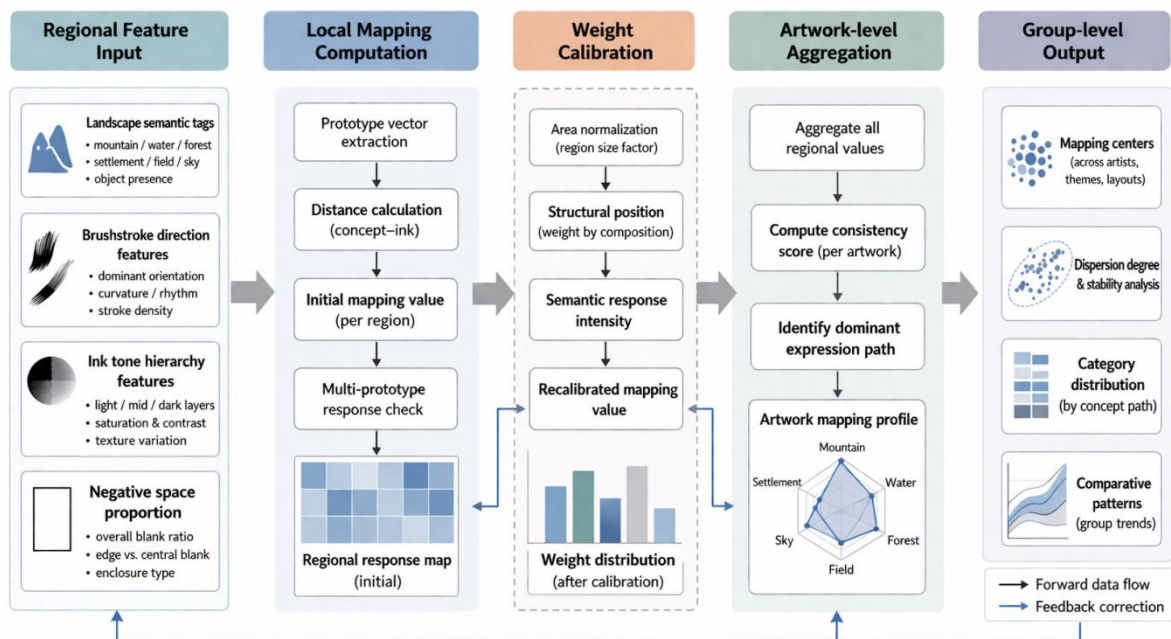 Regional Feature
Input
Landscape semantic tags
• mountain / water / forest
• settlement / field / sky
• object presence
Brushstroke direction
features
• dominant orientation
• curvature / rhythm
• stroke density
Ink tone hierarchy
features
• light / mid / dark layers
• saturation & contrast
• texture variation
Negative space
proportion
• overall blank ratio
• edge vs. central blank
• enclosure type
Local Mapping
Computation
Prototype vector
extraction
Distance calculation
(concept–ink)
Initial mapping value
(per region)
Multi-prototype
response check
Regional response map
(initial)
Weight
Calibration
Area normalization
(region size factor)
Structural position
(weight by composition)
Semantic response
intensity
Recalibrated mapping
value
Weight distribution
(after calibration)
Artwork-level
Aggregation
Aggregate all
regional values
Compute consistency
score (per artwork)
Identify dominant
expression path
Artwork mapping profile
Mountain
Settlement
Water
Sky
Forest
Field
Group-level
Output
Mapping centers
(across artists,
themes, layouts)
Dispersion degree
& stability analysis
Category
distribution
(by concept path)
Comparative
patterns
(group trends)
Forward data flow
Feedback correction